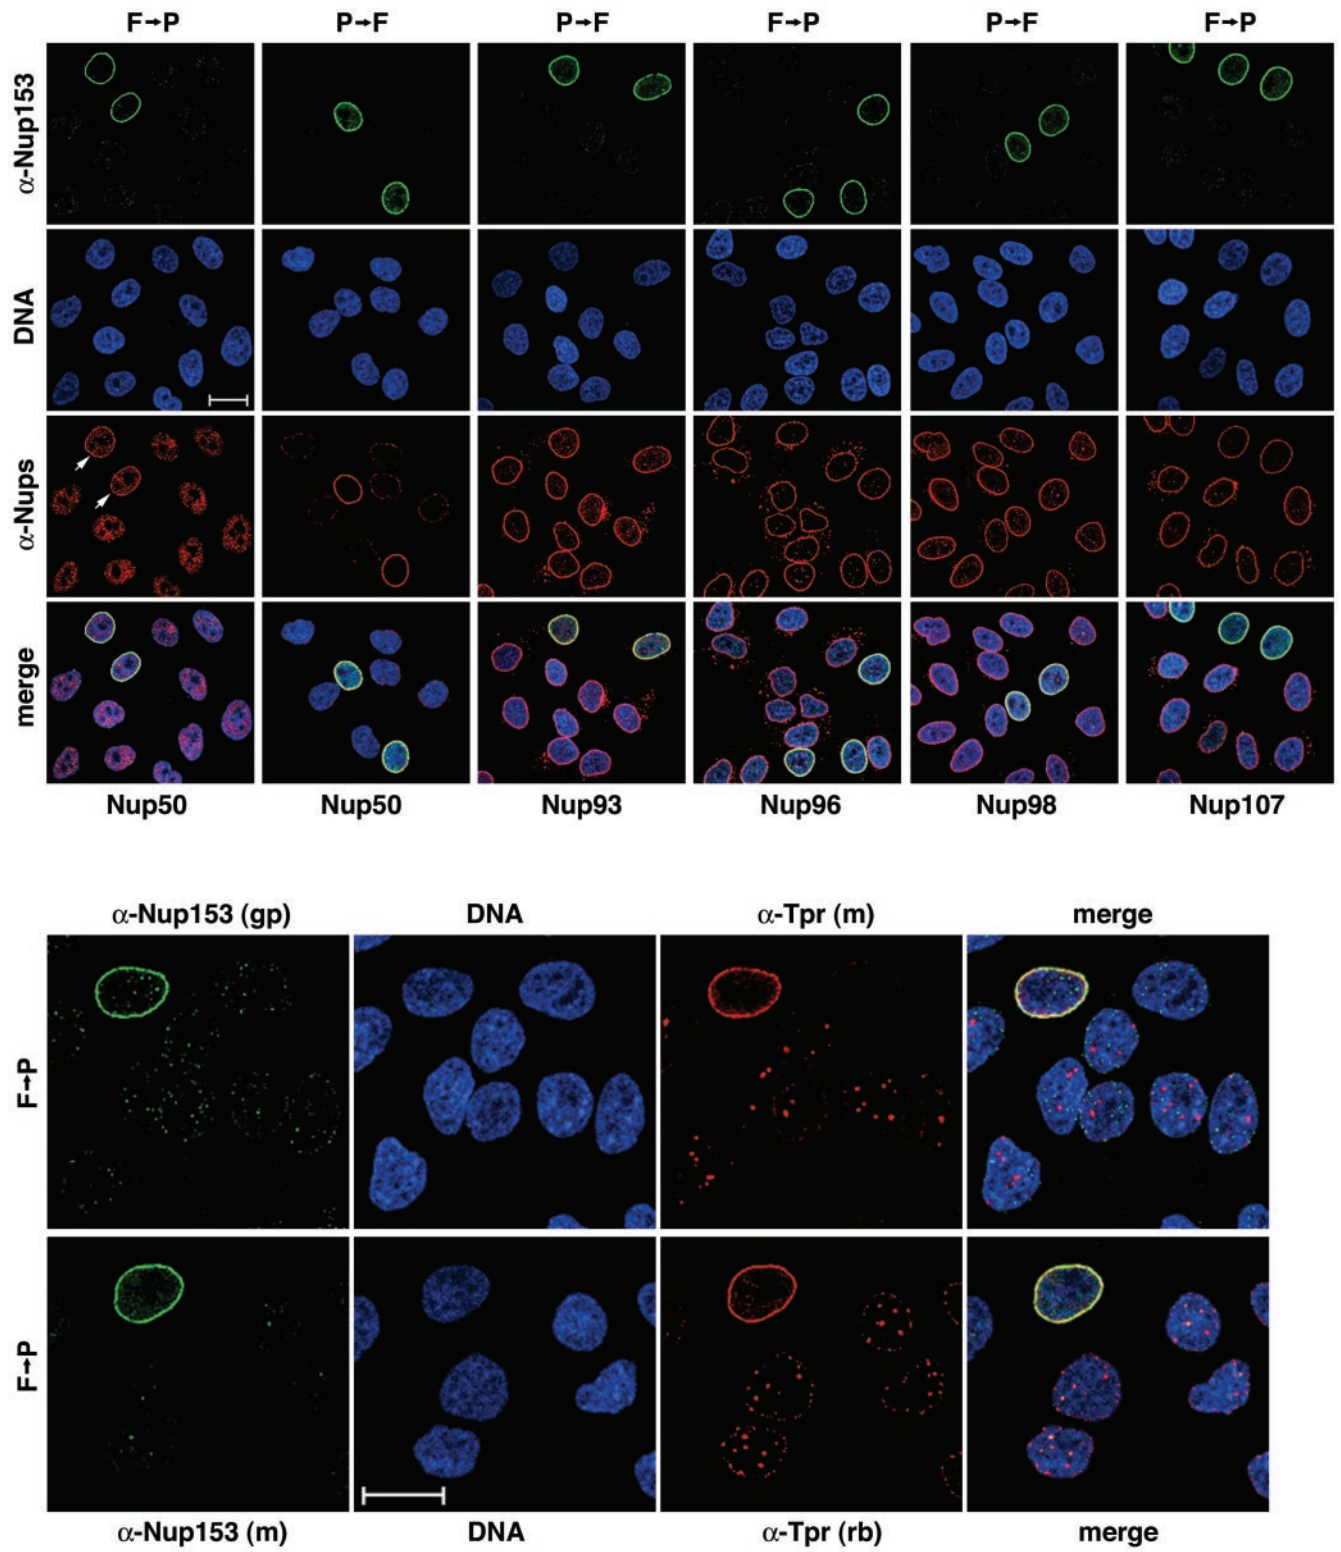 F→P P→F P→F F→P P→F F→P
α-Nup153
DNA
α-Nups
merge
Nup50 Nup50 Nup93 Nup96 Nup98 Nup107
α-Nup153 (gp) DNA α-Tpr (m) merge
F→P
F→P
α-Nup153 (m) DNA α-Tpr (rb) merge